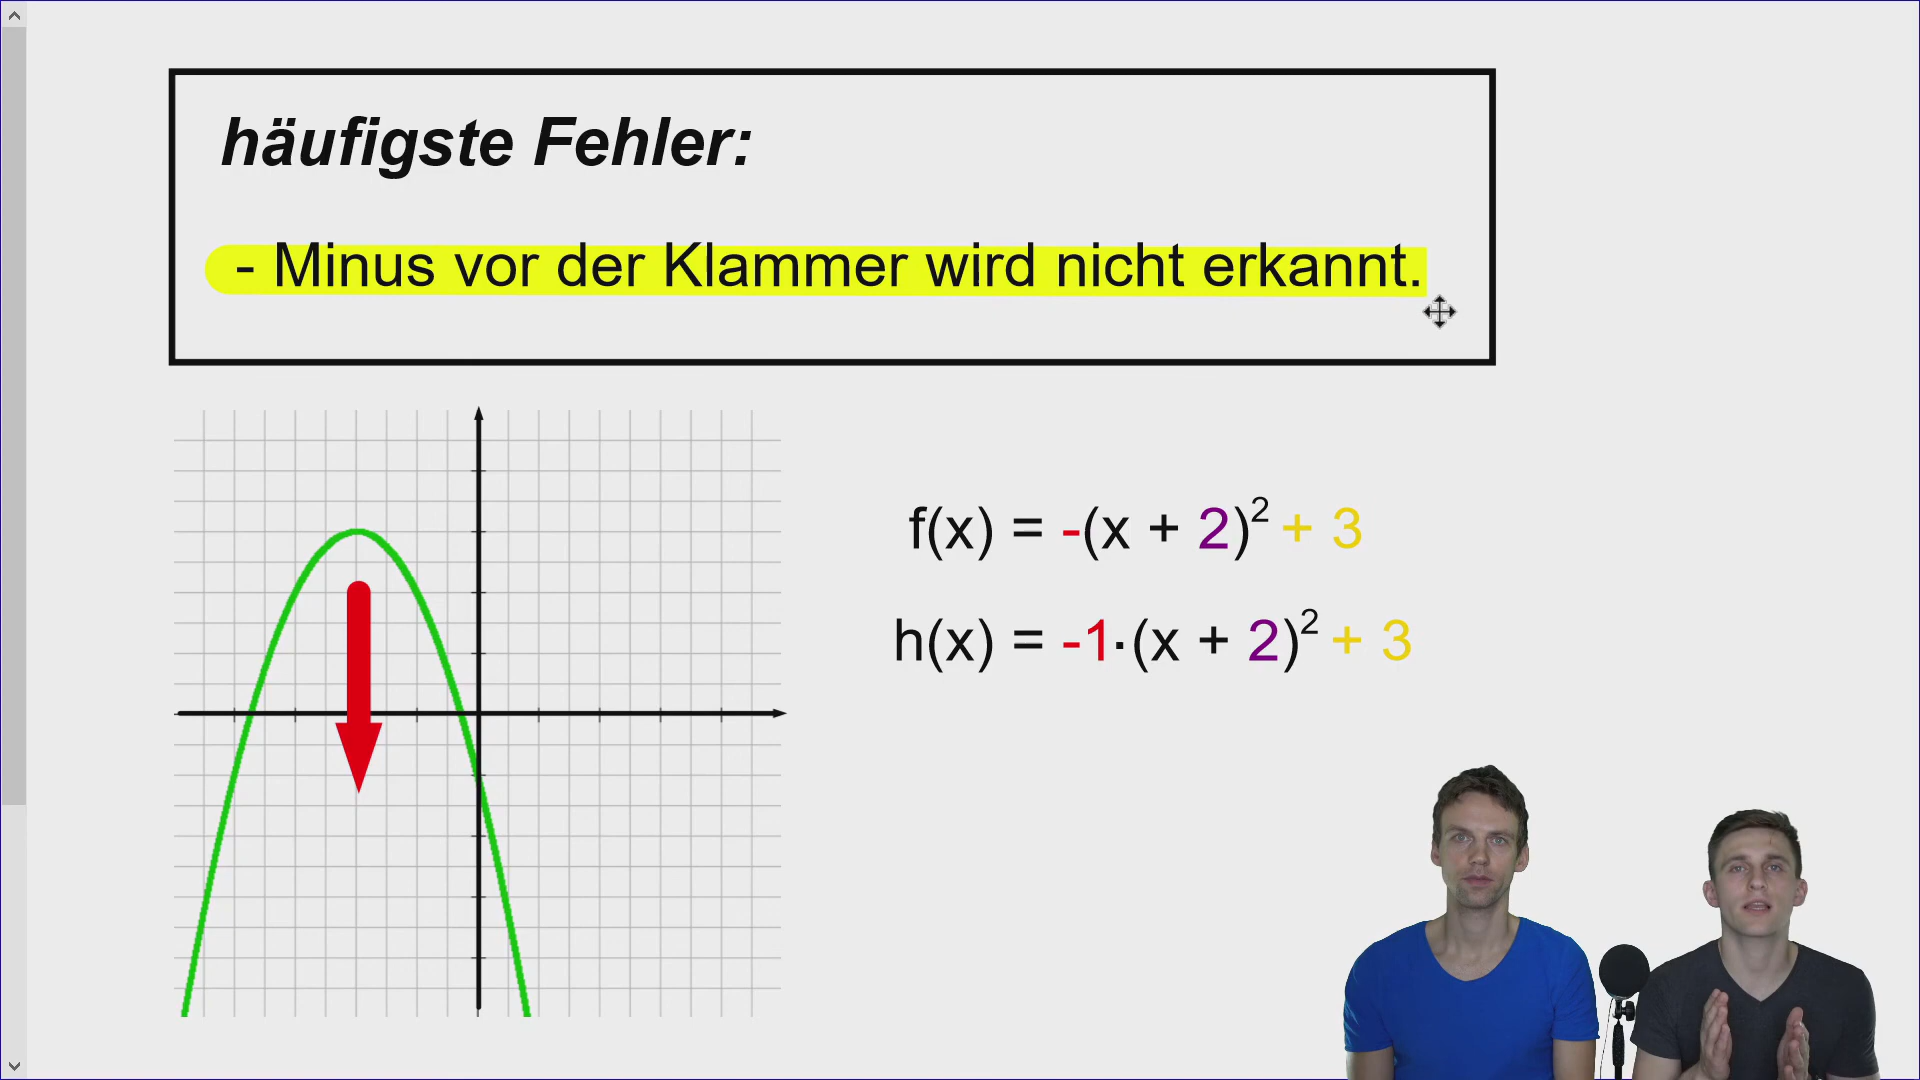 häufigste Fehler:
- Minus vor der Klammer wird nicht erkannt.
f(x) = -(x + 2)² + 3
h(x) = -1·(x + 2)² + 3